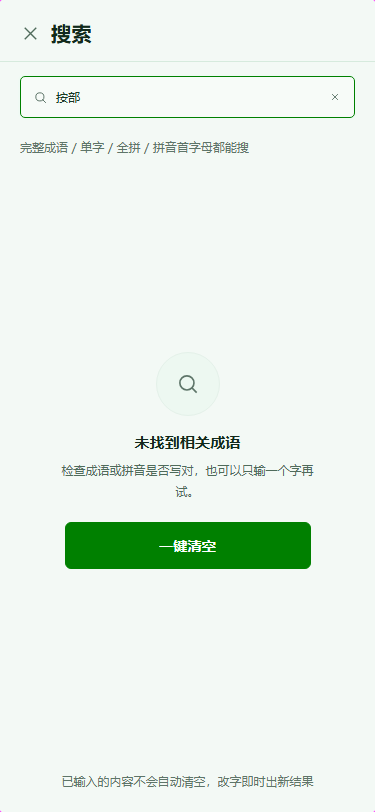 搜索
按部
完整成语 / 单字 / 全拼 / 拼音首字母都能搜
未找到相关成语
检查成语或拼音是否写对，也可以只输一个字再
试。
一键清空
已输入的内容不会自动清空，改字即时出新结果